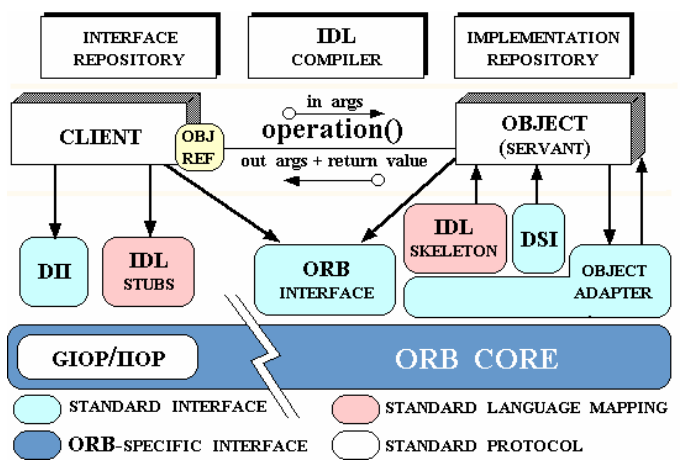 INTERFACE
REPOSITORY
IDL
COMPILER
IMPLEMENTATION
REPOSITORY
in args
CLIENT
OBJ
REF
operation()
OBJECT
(SERVANT)
out args + return value
DII
IDL
STUBS
ORB
INTERFACE
IDL
SKELETON
DSI
OBJECT
ADAPTER
GIOP/IIOP
ORB CORE
STANDARD INTERFACE
STANDARD LANGUAGE MAPPING
ORB-SPECIFIC INTERFACE
STANDARD PROTOCOL